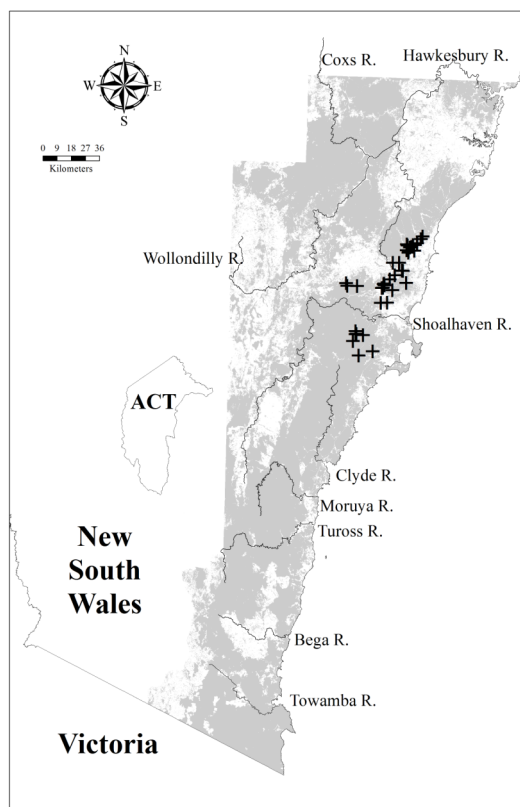 Coxs R.
Hawkesbury R.
N
W E
S
0 9 18 27 36
Kilometers
Wollondilly R.
Shoalhaven R.
ACT
Clyde R.
Moruya R.
Tuross R.
New
South
Wales
Bega R.
Towamba R.
Victoria